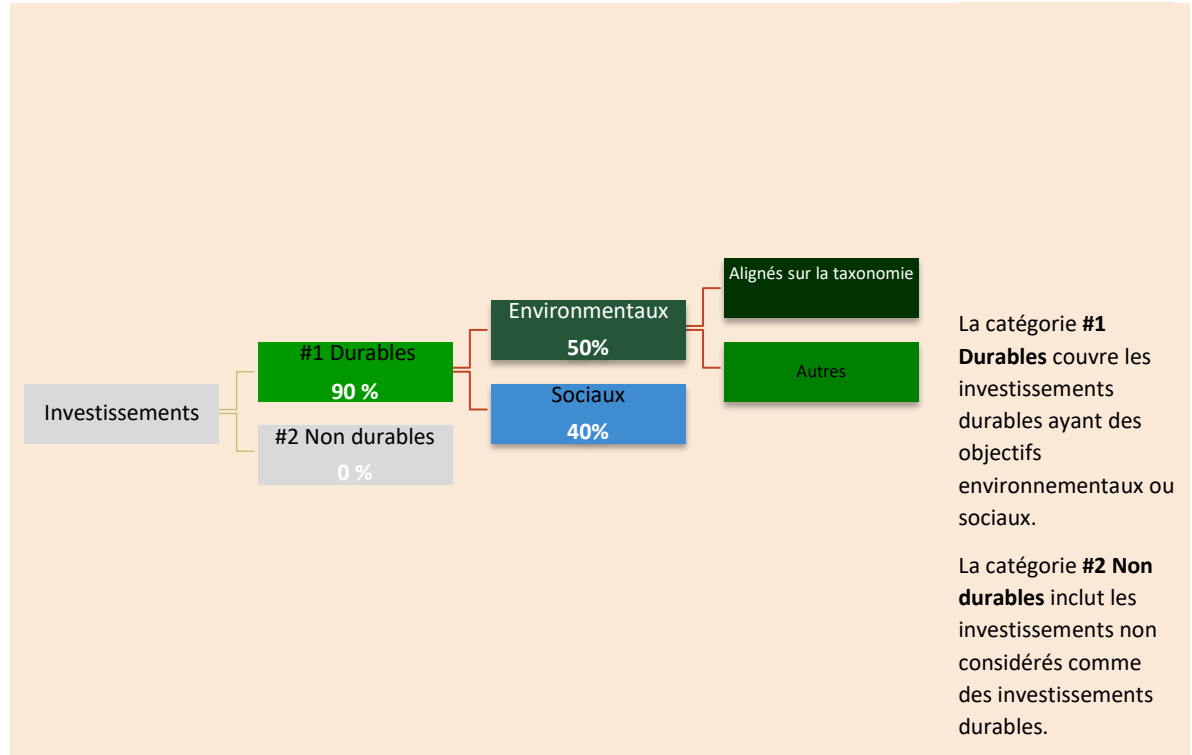 Investissements
#1 Durables
90 %
#2 Non durables
0 %
Environmentaux
50%
Sociaux
40%
Alignés sur la taxonomie
Autres
La catégorie #1
Durables couvre les
investissements
durables ayant des
objectifs
environnementaux ou
sociaux.
La catégorie #2 Non
durables inclut les
investissements non
considérés comme
des investissements
durables.